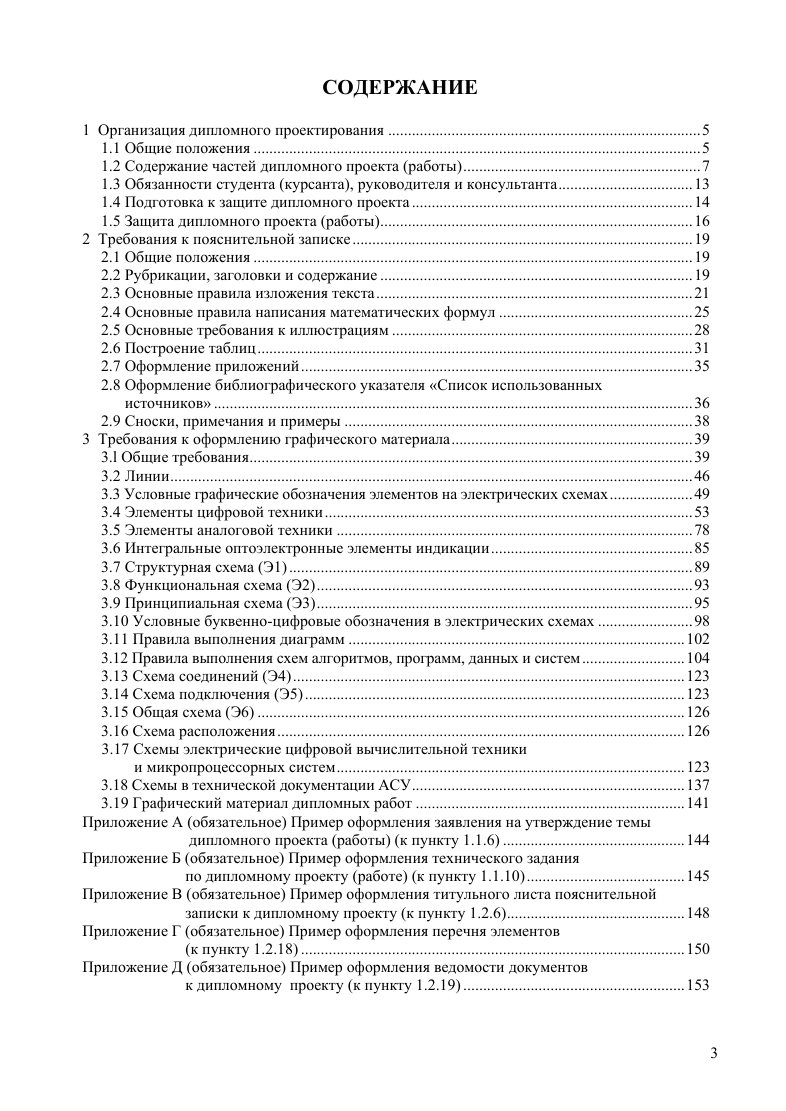 СОДЕРЖАНИЕ
1 Организация дипломного проектирования ..... 5
1.1 Общие положения ..... 5
1.2 Содержание частей дипломного проекта (работы) ..... 7
1.3 Обязанности студента (курсанта), руководителя и консультанта ..... 13
1.4 Подготовка к защите дипломного проекта ..... 14
1.5 Защита дипломного проекта (работы) ..... 16
2 Требования к пояснительной записке ..... 19
2.1 Общие положения ..... 19
2.2 Рубрикации, заголовки и содержание ..... 19
2.3 Основные правила изложения текста ..... 21
2.4 Основные правила написания математических формул ..... 25
2.5 Основные требования к иллюстрациям ..... 28
2.6 Построение таблиц ..... 31
2.7 Оформление приложений ..... 35
2.8 Оформление библиографического указателя «Список использованных
источников» ..... 36
2.9 Сноски, примечания и примеры ..... 38
3 Требования к оформлению графического материала ..... 39
3.l Общие требования ..... 39
3.2 Линии ..... 46
3.3 Условные графические обозначения элементов на электрических схемах ..... 49
3.4 Элементы цифровой техники ..... 53
3.5 Элементы аналоговой техники ..... 78
3.6 Интегральные оптоэлектронные элементы индикации ..... 85
3.7 Структурная схема (Э1) ..... 89
3.8 Функциональная схема (Э2) ..... 93
3.9 Принципиальная схема (Э3) ..... 95
3.10 Условные буквенно-цифровые обозначения в электрических схемах ..... 98
3.11 Правила выполнения диаграмм ..... 102
3.12 Правила выполнения схем алгоритмов, программ, данных и систем ..... 104
3.13 Схема соединений (Э4) ..... 123
3.14 Схема подключения (Э5) ..... 123
3.15 Общая схема (Э6) ..... 126
3.16 Схема расположения ..... 126
3.17 Схемы электрические цифровой вычислительной техники
и микропроцессорных систем ..... 123
3.18 Схемы в технической документации АСУ ..... 137
3.19 Графический материал дипломных работ ..... 141
Приложение А (обязательное) Пример оформления заявления на утверждение темы
дипломного проекта (работы) (к пункту 1.1.6) ..... 144
Приложение Б (обязательное) Пример оформления технического задания
по дипломному проекту (работе) (к пункту 1.1.10) ..... 145
Приложение В (обязательное) Пример оформления титульного листа пояснительной
записки к дипломному проекту (к пункту 1.2.6) ..... 148
Приложение Г (обязательное) Пример оформления перечня элементов
(к пункту 1.2.18) ..... 150
Приложение Д (обязательное) Пример оформления ведомости документов
к дипломному проекту (к пункту 1.2.19) ..... 153
3